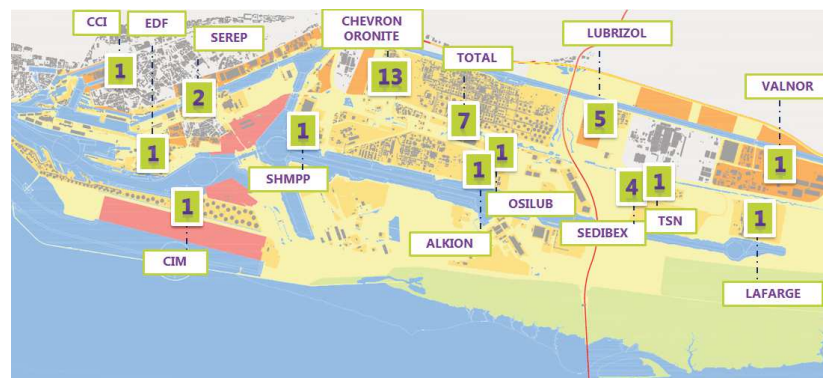 CCI
EDF
SEREP
CHEVRON
ORONITE
TOTAL
LUBRIZOL
VALNOR
1
2
13
7
5
1
1
1
1
1
4
1
1
1
SHMPP
OSILUB
TSN
CIM
ALKION
SEDIBEX
LAFARGE